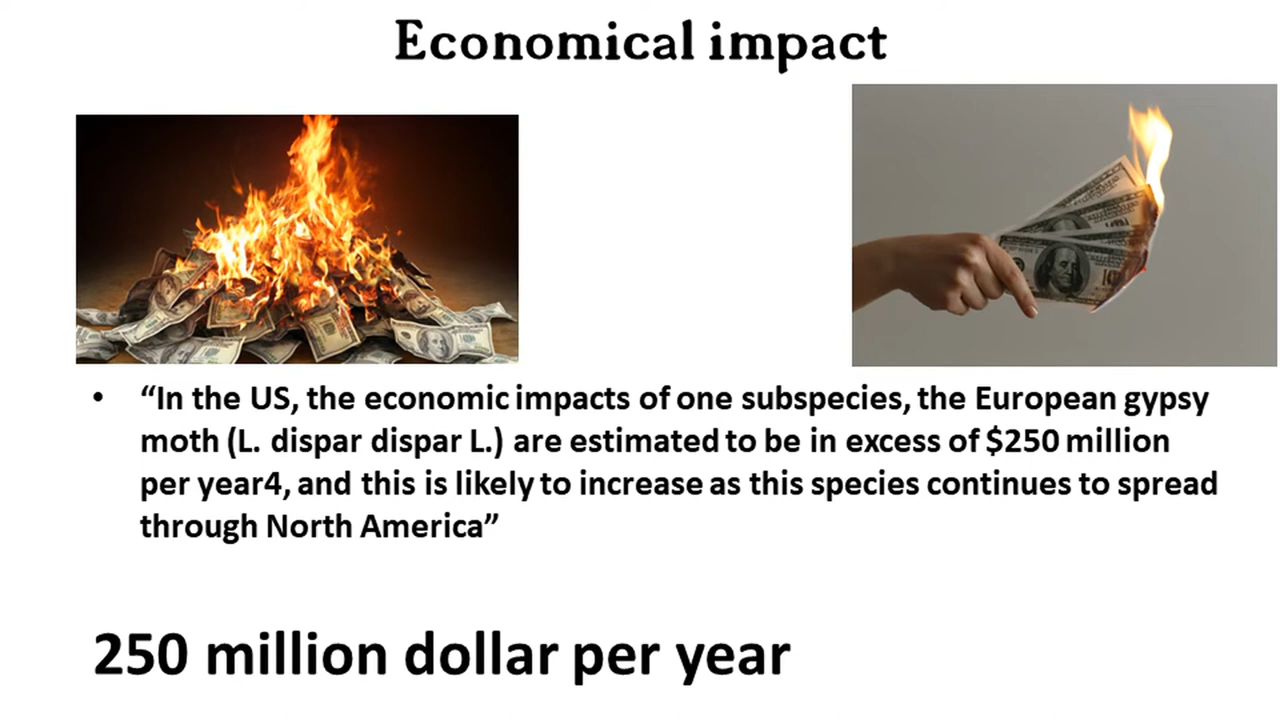 Economical impact
• “In the US, the economic impacts of one subspecies, the European gypsy
moth (L. dispar dispar L.) are estimated to be in excess of $250 million
per year4, and this is likely to increase as this species continues to spread
through North America”
250 million dollar per year